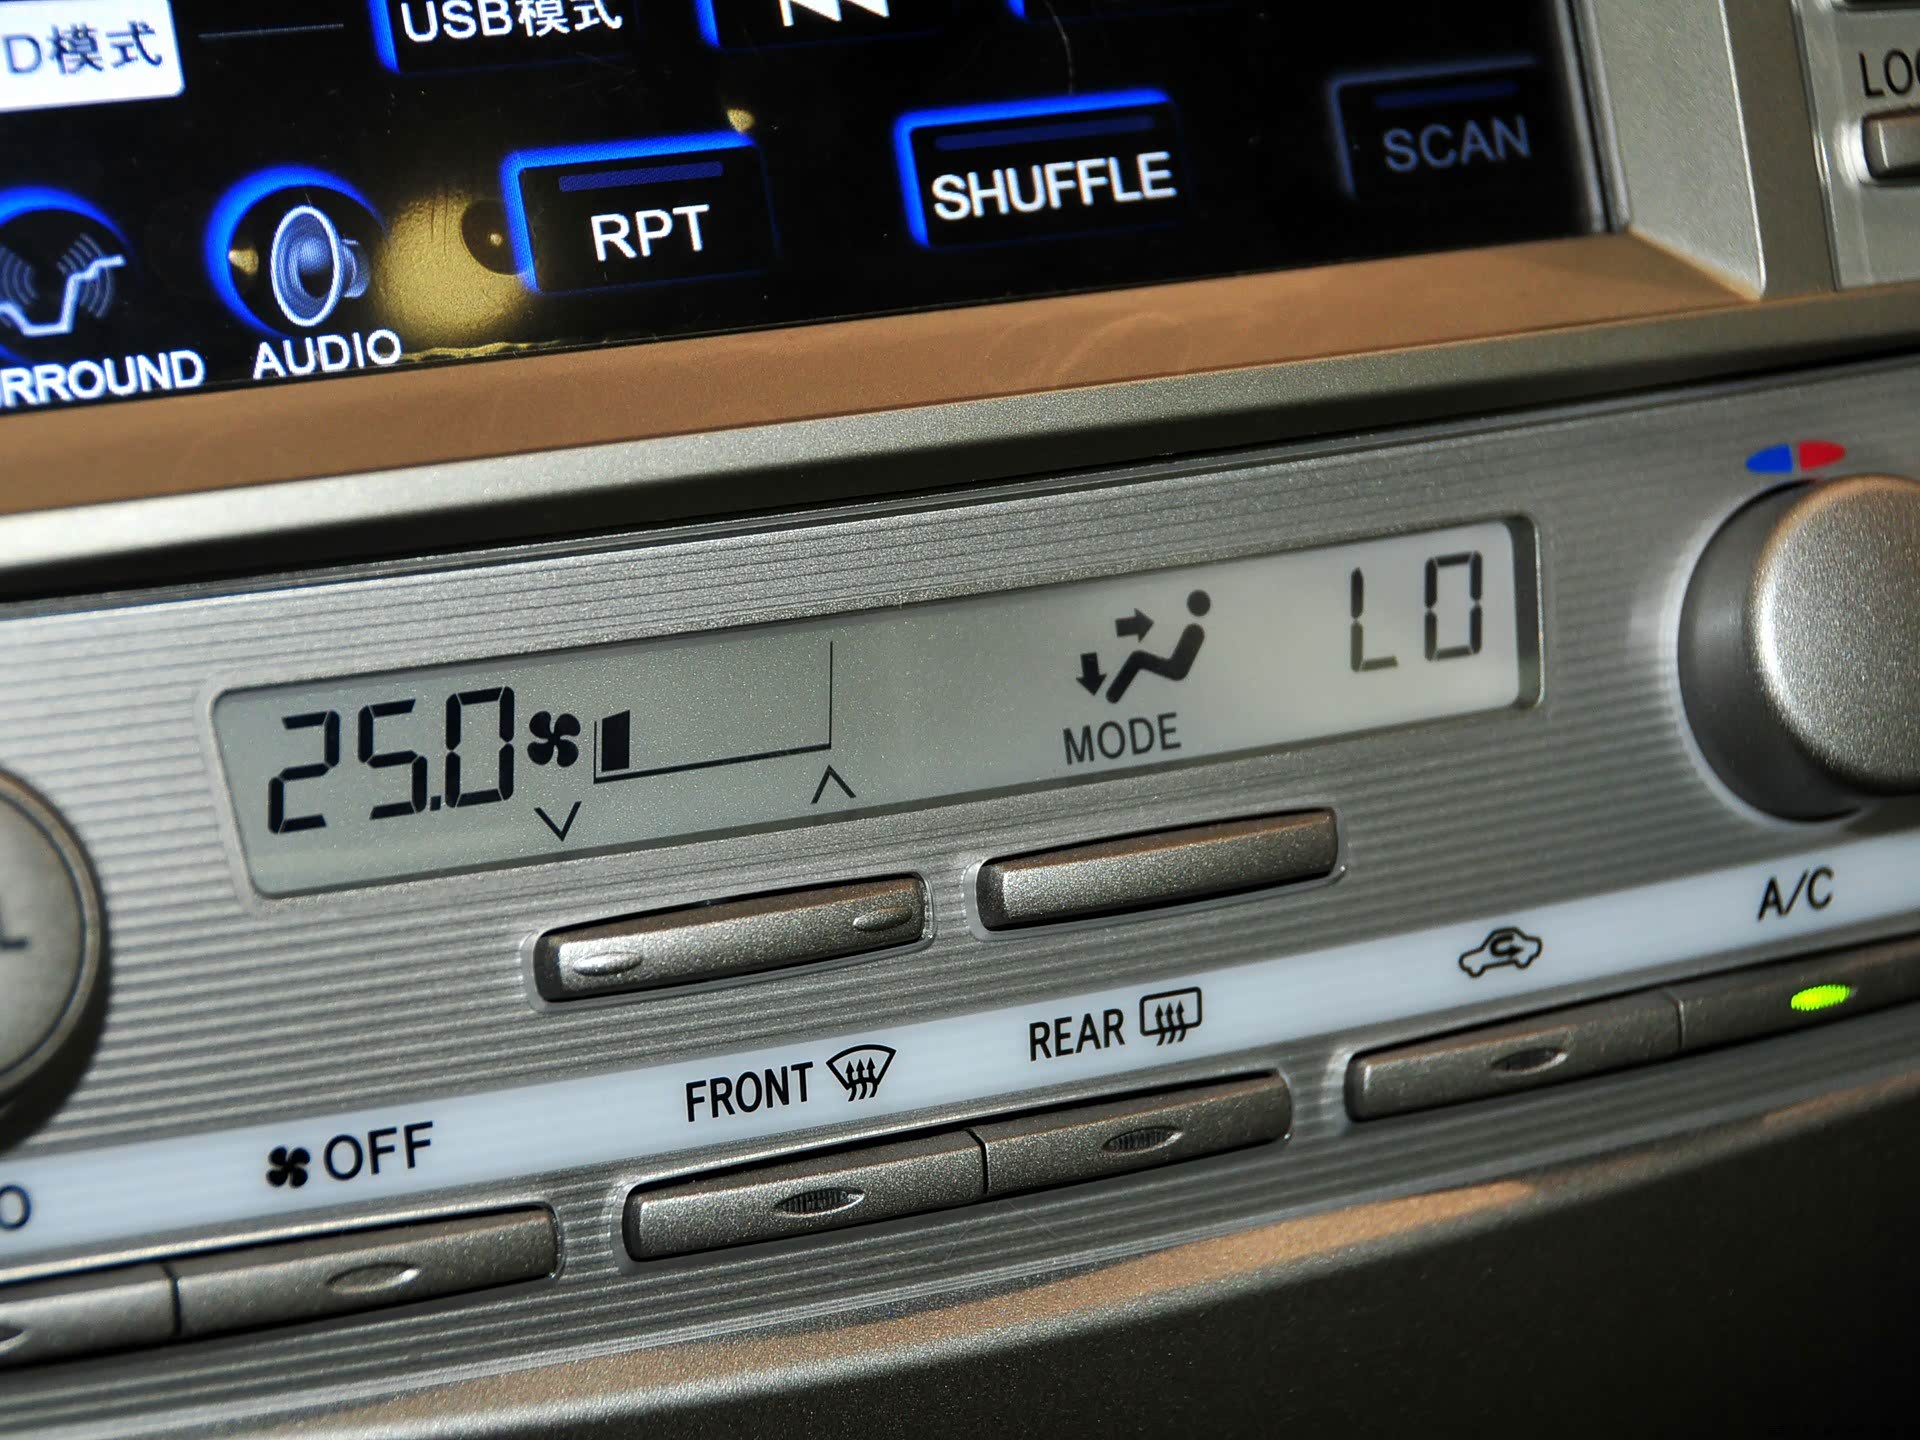 D模式
USB模式
RPT
SHUFFLE
SCAN
RROUND
AUDIO
25.0
MODE
LO
A/C
REAR
FRONT
OFF